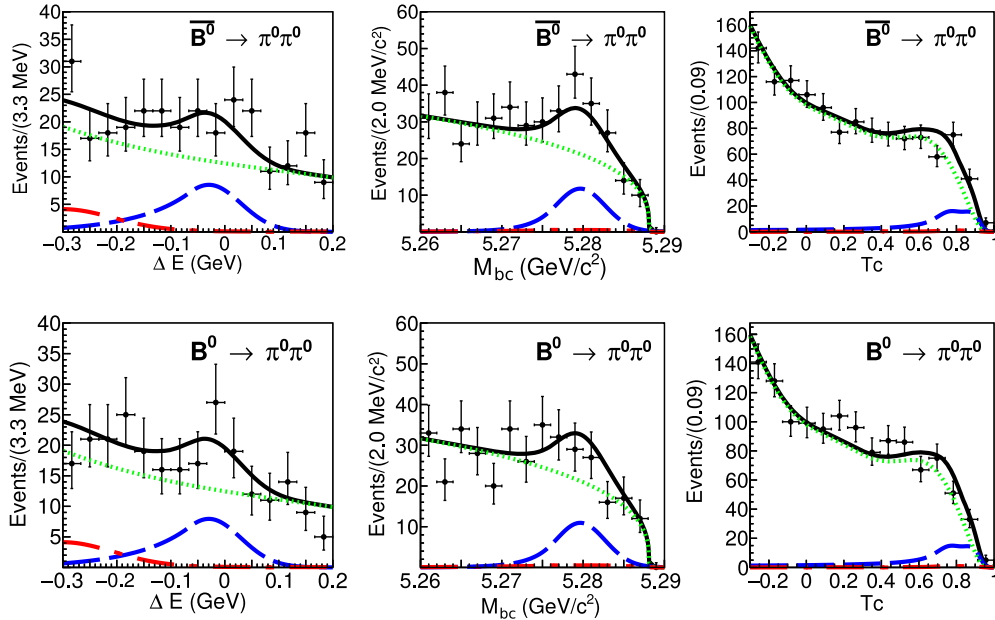 B⁰ → π⁰π⁰
Events/(3.3 MeV)
40
35
30
25
20
15
10
5
−0.3 −0.2 −0.1 0 0.1 0.2
Δ E (GeV)
B⁰ → π⁰π⁰
Events/(2.0 MeV/c²)
60
50
40
30
20
10
0
5.26 5.27 5.28 5.29
M_bc (GeV/c²)
B⁰ → π⁰π⁰
Events/(0.09)
160
140
120
100
80
60
40
20
0
−0.2 0 0.2 0.4 0.6 0.8 1
Tc
B⁰ → π⁰π⁰
Events/(3.3 MeV)
40
35
30
25
20
15
10
5
−0.3 −0.2 −0.1 0 0.1 0.2
Δ E (GeV)
B⁰ → π⁰π⁰
Events/(2.0 MeV/c²)
60
50
40
30
20
10
0
5.26 5.27 5.28 5.29
M_bc (GeV/c²)
B⁰ → π⁰π⁰
Events/(0.09)
160
140
120
100
80
60
40
20
0
−0.2 0 0.2 0.4 0.6 0.8 1
Tc